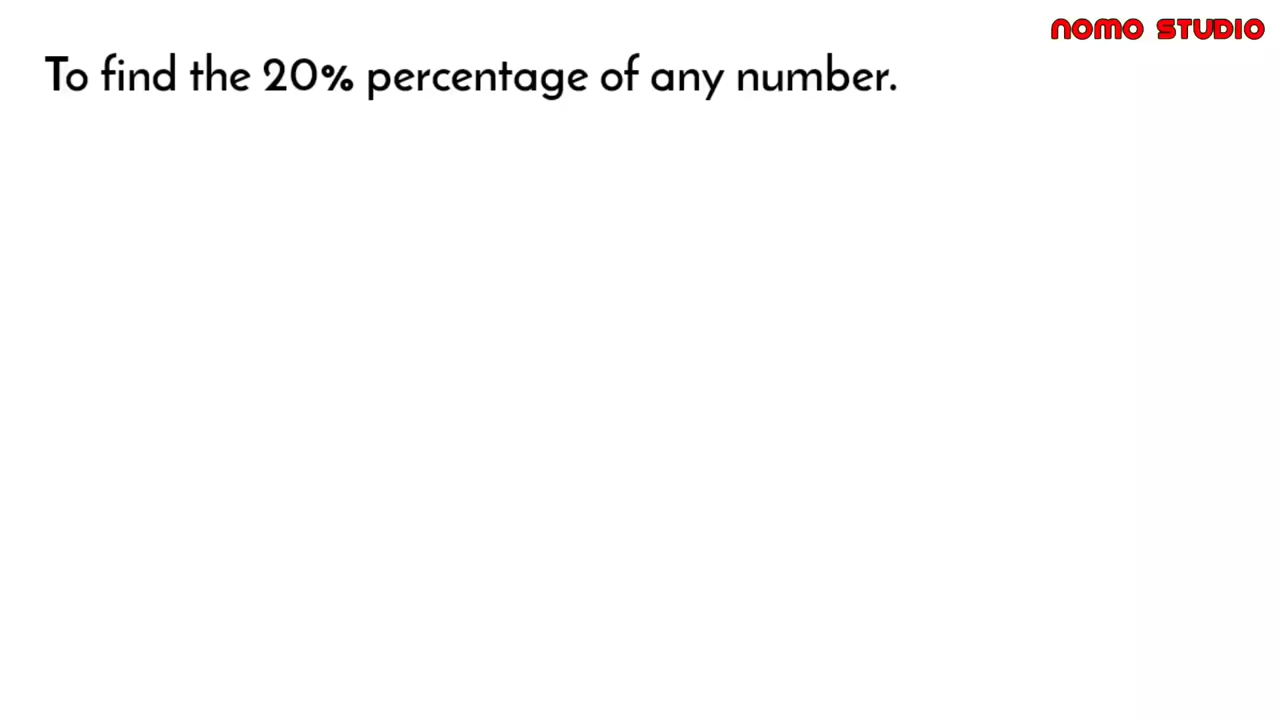 NOMO STUDIO
To find the 20% percentage of any number.